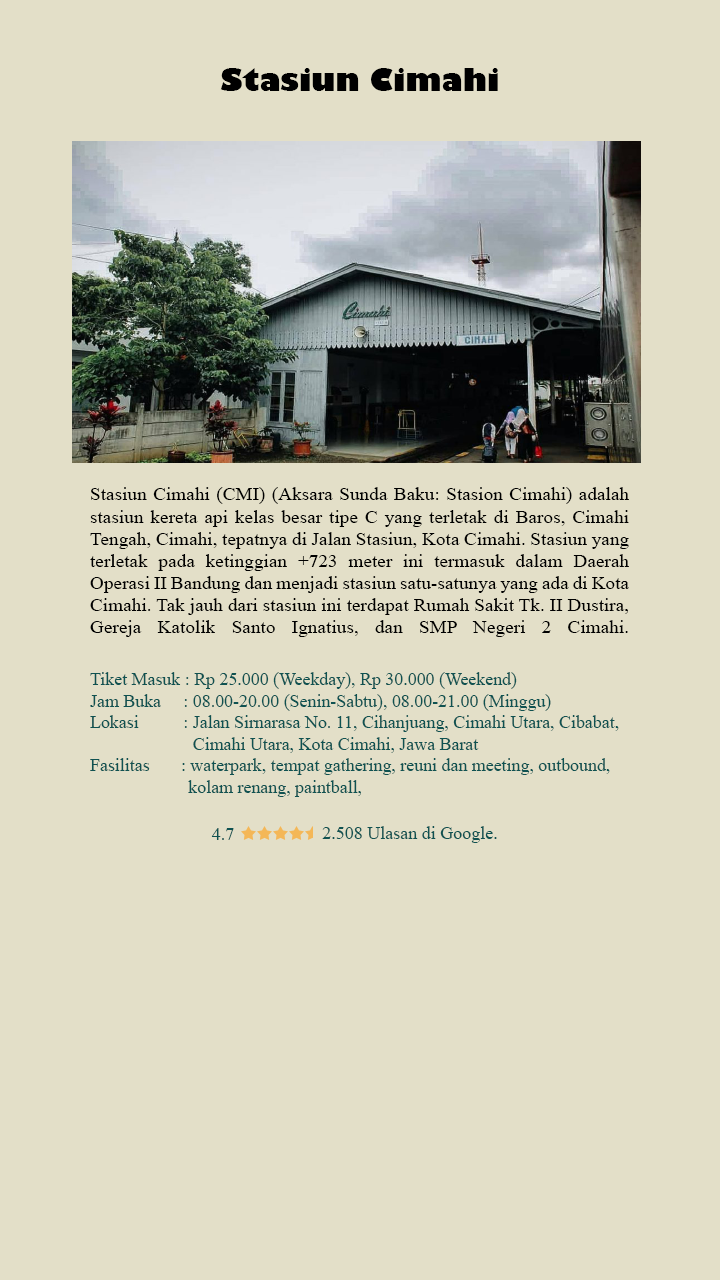 Stasiun Cimahi
Cimahi
CIMAHI
Stasiun Cimahi (CMI) (Aksara Sunda Baku: Stasion Cimahi) adalah
stasiun kereta api kelas besar tipe C yang terletak di Baros, Cimahi
Tengah, Cimahi, tepatnya di Jalan Stasiun, Kota Cimahi. Stasiun yang
terletak pada ketinggian +723 meter ini termasuk dalam Daerah
Operasi II Bandung dan menjadi stasiun satu-satunya yang ada di Kota
Cimahi. Tak jauh dari stasiun ini terdapat Rumah Sakit Tk. II Dustira,
Gereja Katolik Santo Ignatius, dan SMP Negeri 2 Cimahi.
Tiket Masuk : Rp 25.000 (Weekday), Rp 30.000 (Weekend)
Jam Buka : 08.00-20.00 (Senin-Sabtu), 08.00-21.00 (Minggu)
Lokasi : Jalan Sirnarasa No. 11, Cihanjuang, Cimahi Utara, Cibabat,
Cimahi Utara, Kota Cimahi, Jawa Barat
Fasilitas : waterpark, tempat gathering, reuni dan meeting, outbound,
kolam renang, paintball,
4.7 2.508 Ulasan di Google.